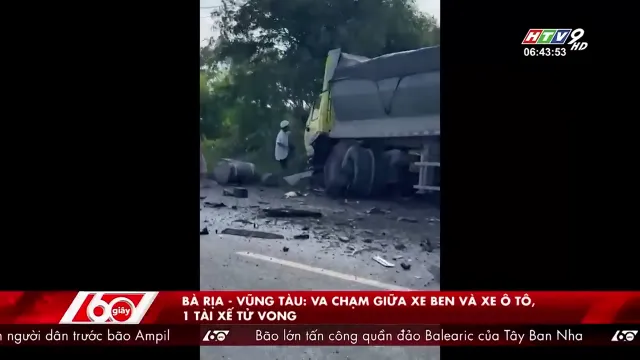 HTV9 HD
06:43:53
60 giây
BÀ RỊA - VŨNG TÀU: VA CHẠM GIỮA XE BEN VÀ XE Ô TÔ,
1 TÀI XẾ TỬ VONG
n người dân trước bão Ampil
Bão lớn tấn công quần đảo Balearic của Tây Ban Nha
60 giây